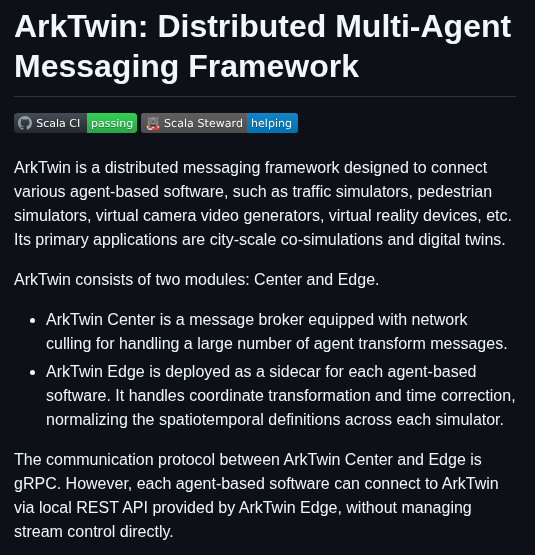 ArkTwin: Distributed Multi-Agent
Messaging Framework
Scala CI passing Scala Steward helping
ArkTwin is a distributed messaging framework designed to connect
various agent-based software, such as traffic simulators, pedestrian
simulators, virtual camera video generators, virtual reality devices, etc.
Its primary applications are city-scale co-simulations and digital twins.
ArkTwin consists of two modules: Center and Edge.
• ArkTwin Center is a message broker equipped with network
culling for handling a large number of agent transform messages.
• ArkTwin Edge is deployed as a sidecar for each agent-based
software. It handles coordinate transformation and time correction,
normalizing the spatiotemporal definitions across each simulator.
The communication protocol between ArkTwin Center and Edge is
gRPC. However, each agent-based software can connect to ArkTwin
via local REST API provided by ArkTwin Edge, without managing
stream control directly.